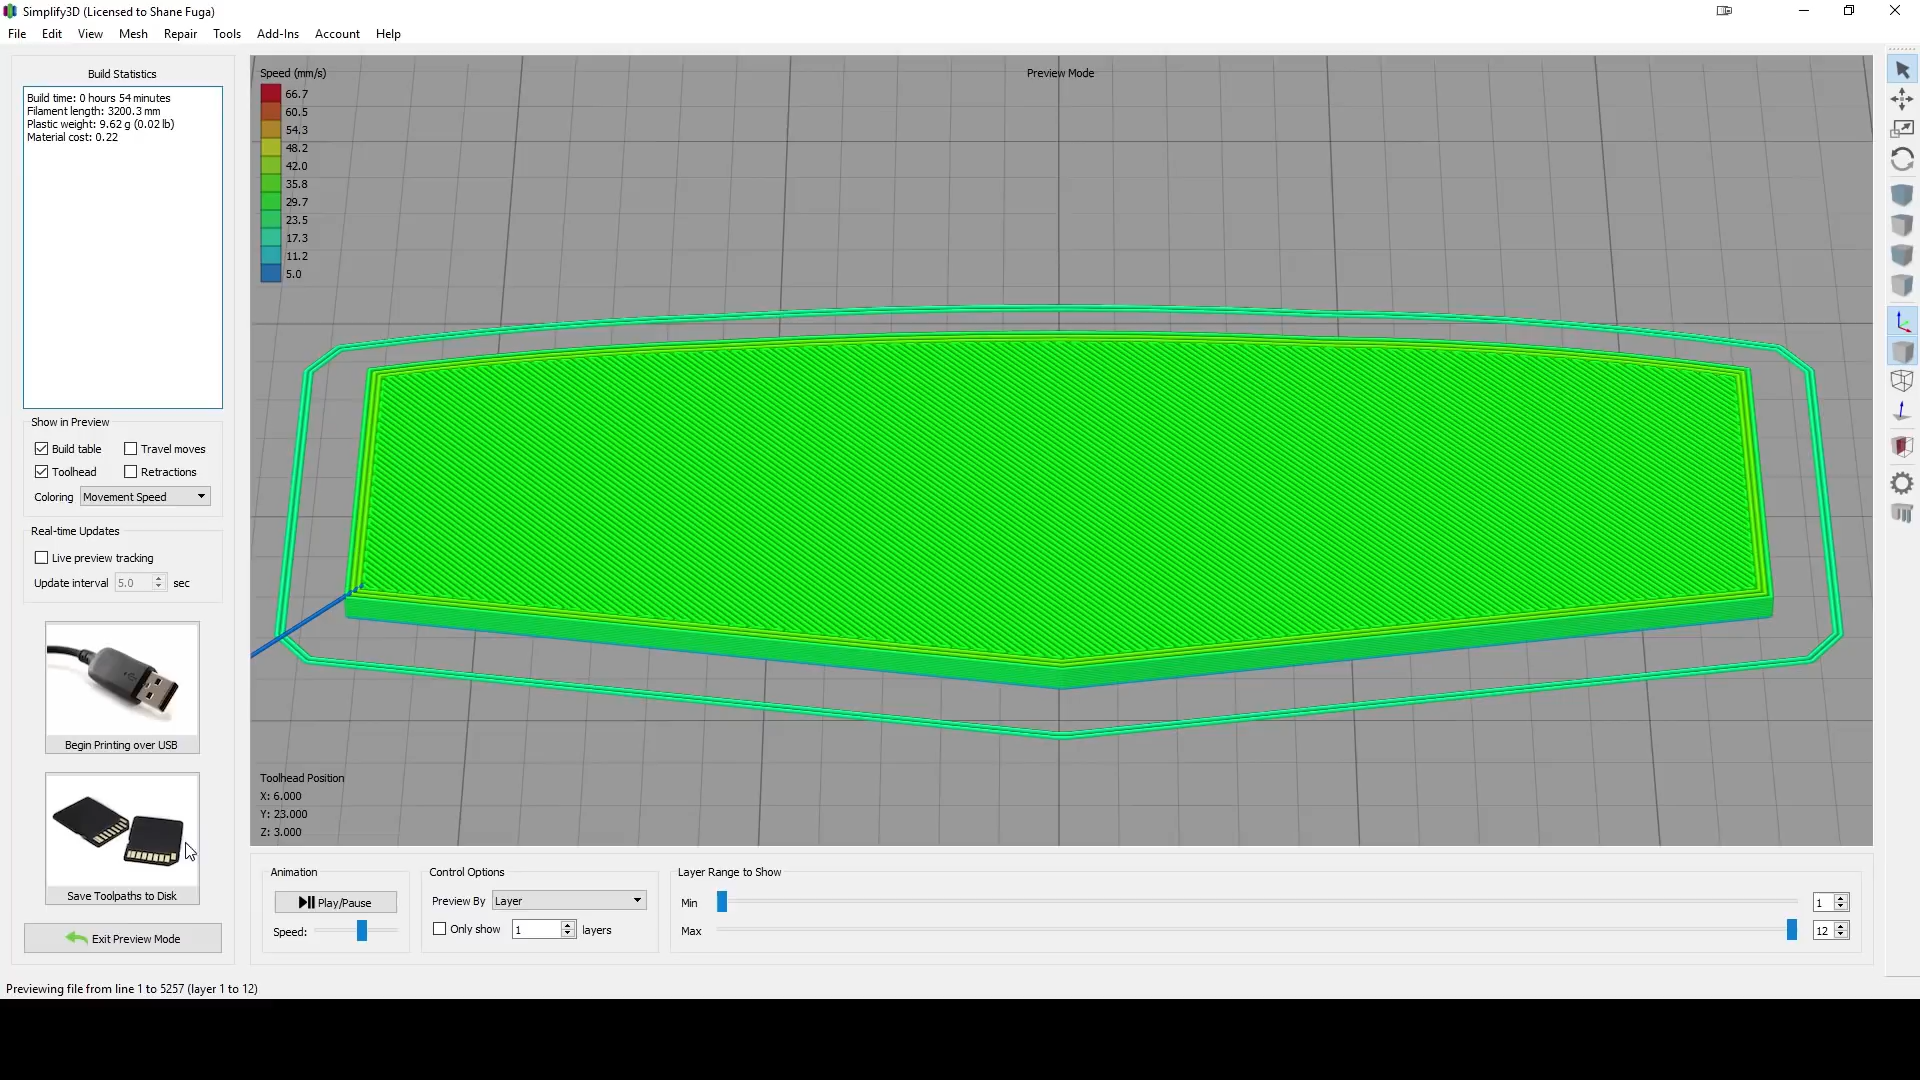 Simplify3D (Licensed to Shane Fuga)
File Edit View Mesh Repair Tools Add-Ins Account Help
Build Statistics
Build time: 0 hours 54 minutes
Filament length: 3200.3 mm
Plastic weight: 9.62 g (0.02 lb)
Material cost: 0.22
Show in Preview
Build table Travel moves
Toolhead Retractions
Coloring Movement Speed
Real-time Updates
Live preview tracking
Update interval 5.0 sec
Begin Printing over USB
Save Toolpaths to Disk
Exit Preview Mode
Speed (mm/s)
66.7
60.5
54.3
48.2
42.0
35.8
29.7
23.5
17.3
11.2
5.0
Preview Mode
Toolhead Position
X: 6.000
Y: 23.000
Z: 3.000
Animation
Play/Pause
Speed:
Control Options
Preview By Layer
Only show 1 layers
Layer Range to Show
Min 1
Max 12
Previewing file from line 1 to 5257 (layer 1 to 12)